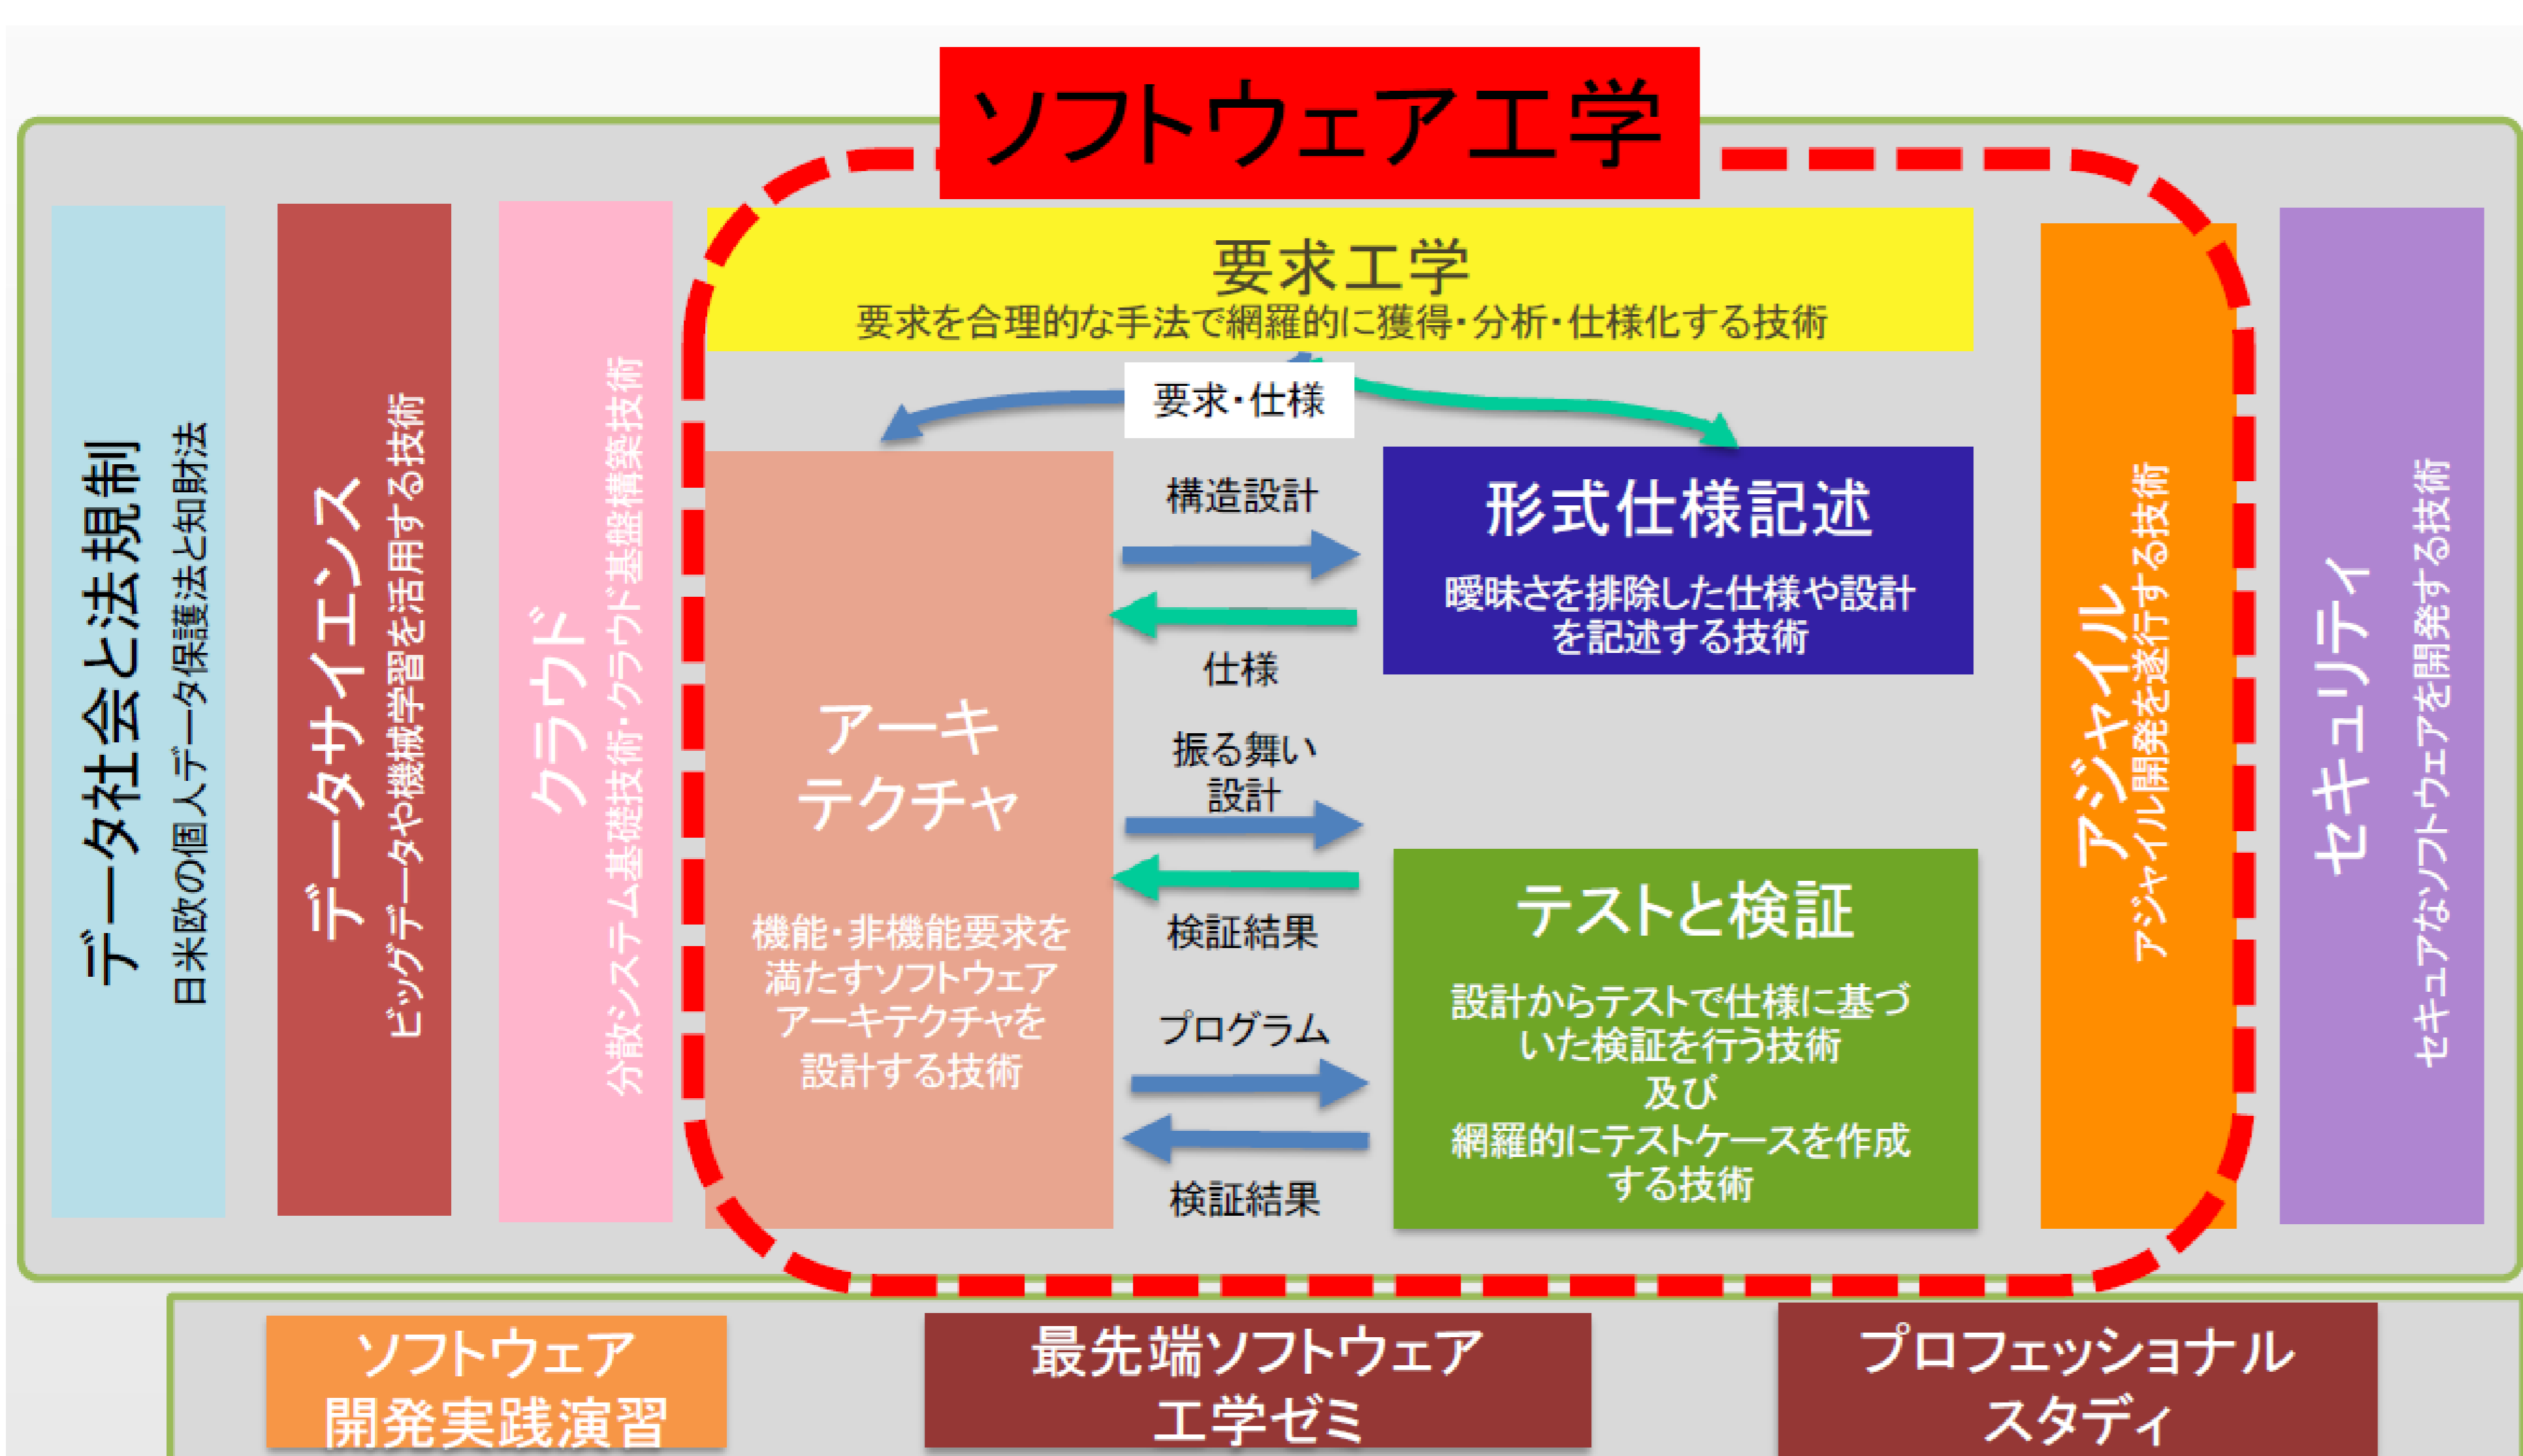 ソフトウェア工学
データ社会と法規制
日米欧の個人データ保護法と知財法
データサイエンス
ビッグデータや機械学習を活用する技術
クラウド
分散システム基礎技術・クラウド基盤構築技術
要求工学
要求を合理的な手法で網羅的に獲得・分析・仕様化する技術
要求・仕様
アーキ
テクチャ
機能・非機能要求を
満たすソフトウェア
アーキテクチャを
設計する技術
構造設計
仕様
振る舞い
設計
検証結果
プログラム
検証結果
形式仕様記述
曖昧さを排除した仕様や設計
を記述する技術
テストと検証
設計からテストで仕様に基づ
いた検証を行う技術
及び
網羅的にテストケースを作成
する技術
アジャイル
アジャイル開発を遂行する技術
セキュリティ
セキュアなソフトウェアを開発する技術
ソフトウェア
開発実践演習
最先端ソフトウェア
工学ゼミ
プロフェッショナル
スタディ